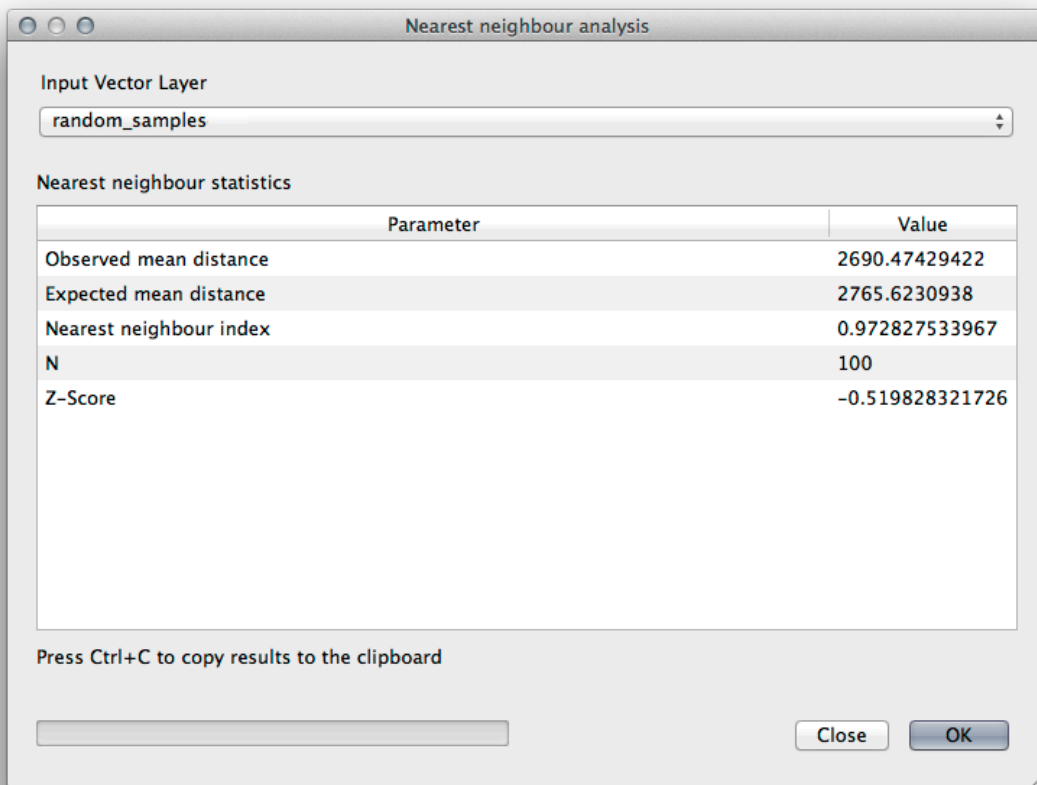 Nearest neighbour analysis
Input Vector Layer
random_samples
Nearest neighbour statistics
Parameter Value
Observed mean distance 2690.47429422
Expected mean distance 2765.6230938
Nearest neighbour index 0.972827533967
N 100
Z-Score -0.519828321726
Press Ctrl+C to copy results to the clipboard
Close OK